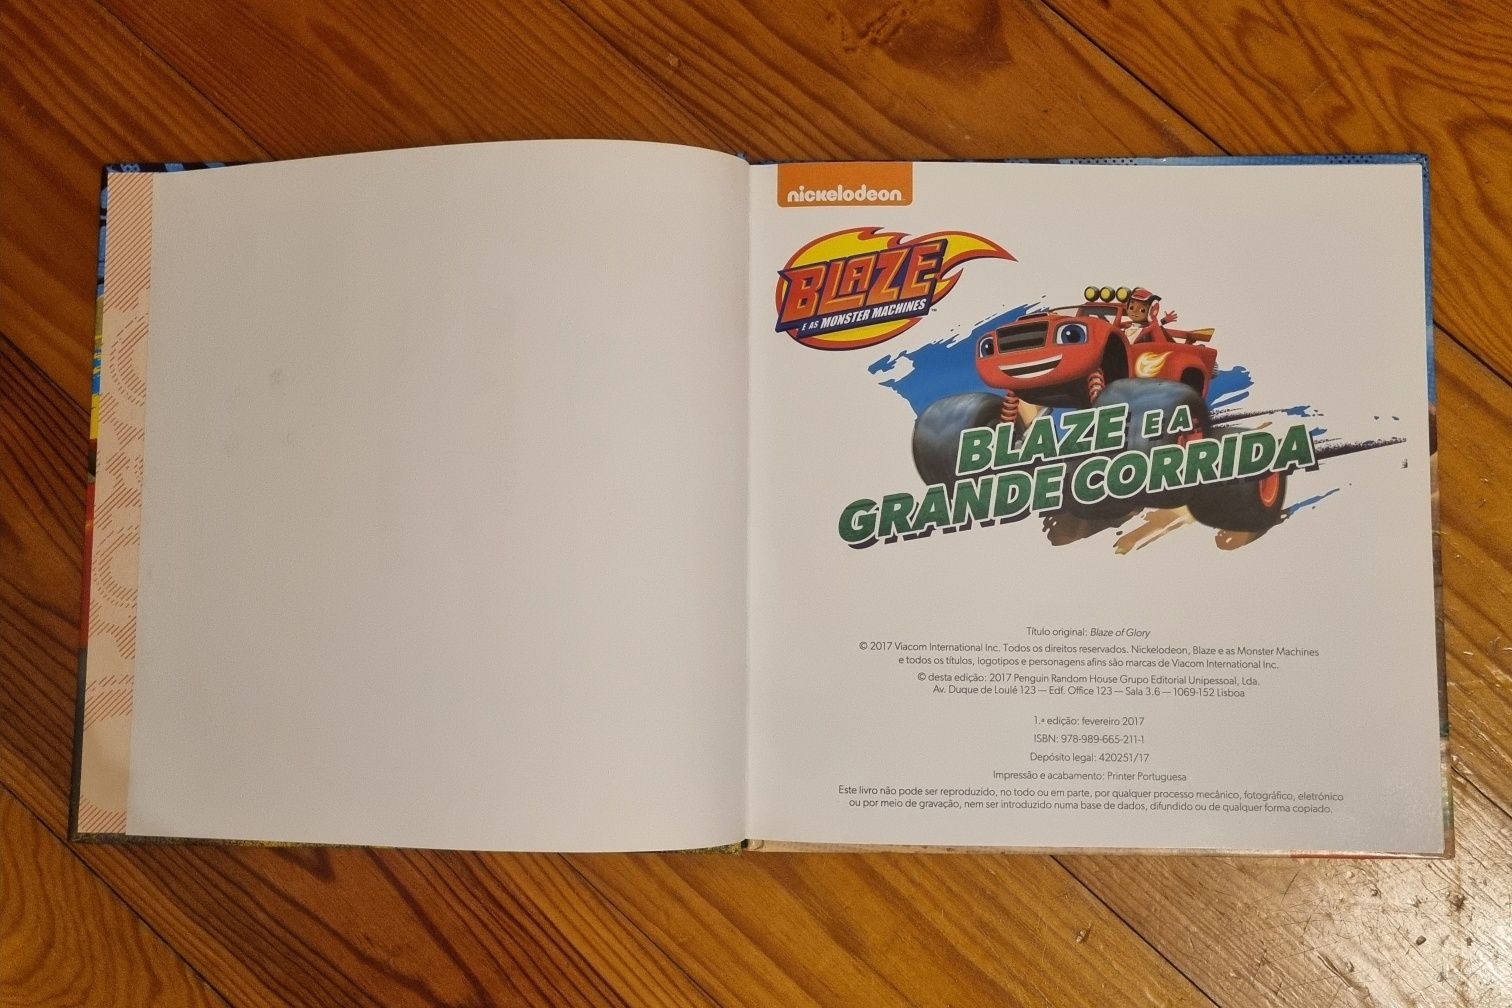 nickelodeon
BLAZE
E AS MONSTER MACHINES
BLAZE E A
GRANDE CORRIDA
Título original: Blaze of Glory
© 2017 Viacom International Inc. Todos os direitos reservados. Nickelodeon, Blaze e as Monster Machines
e todos os títulos, logotipos e personagens afins são marcas de Viacom International Inc.
© desta edição: 2017 Penguin Random House Grupo Editorial Unipessoal, Lda.
Av. Duque de Loulé 123 — Edf. Office 123 — Sala 3.6 — 1069-152 Lisboa
1.ª edição: fevereiro 2017
ISBN: 978-989-665-211-1
Depósito legal: 420251/17
Impressão e acabamento: Printer Portuguesa
Este livro não pode ser reproduzido, no todo ou em parte, por qualquer processo mecânico, fotográfico, eletrónico
ou por meio de gravação, nem ser introduzido numa base de dados, difundido ou de qualquer forma copiado.